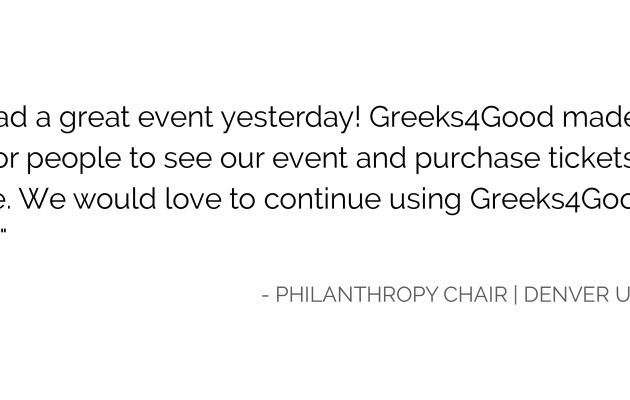 ad a great event yesterday! Greeks4Good made
or people to see our event and purchase tickets
e. We would love to continue using Greeks4Goo
"
- PHILANTHROPY CHAIR | DENVER U